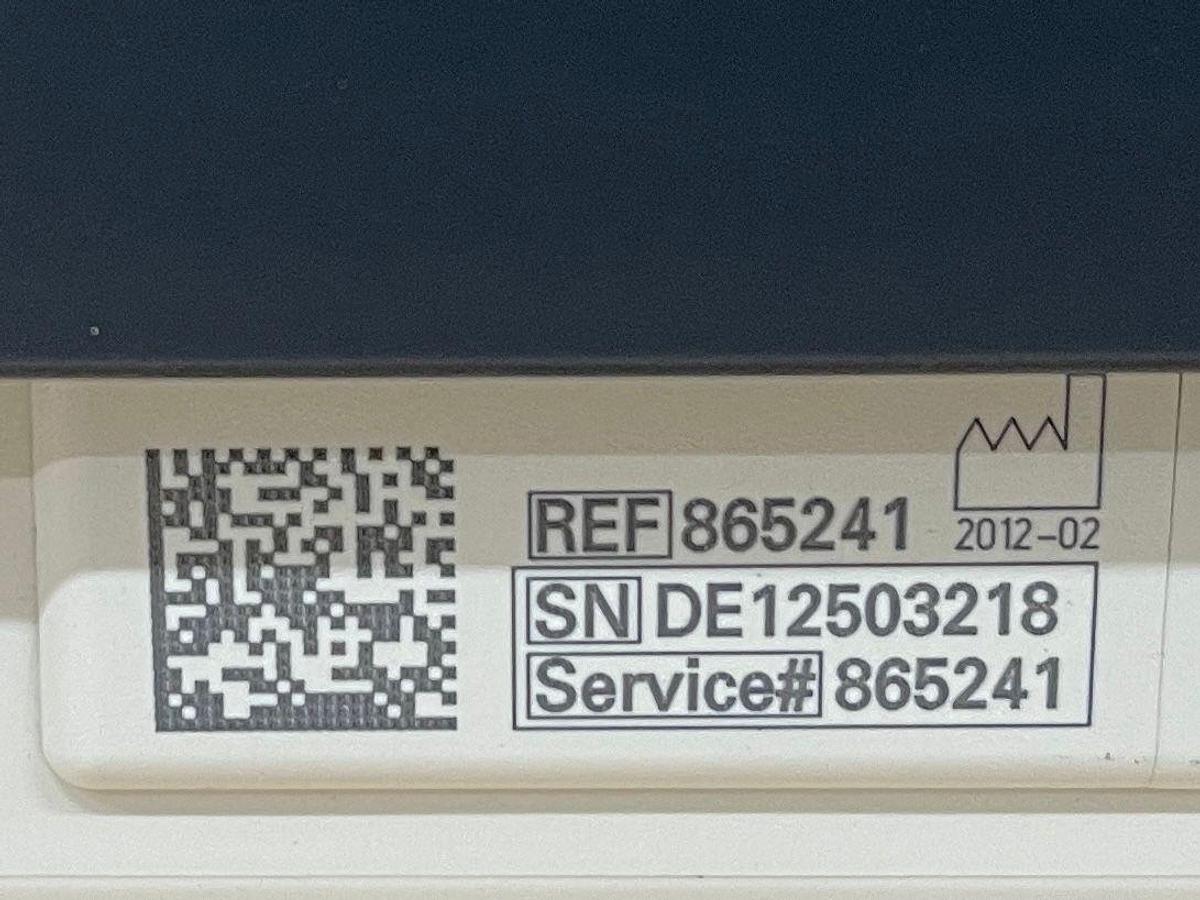 REF 865241
2012-02
SN DE12503218
Service# 865241